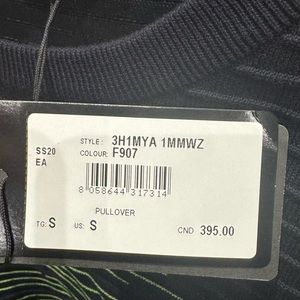 STYLE: 3H1MYA 1MMWZ
SS20 COLOUR: F907
EA
8 058644 317314
PULLOVER
TG: S US: S CND 395.00